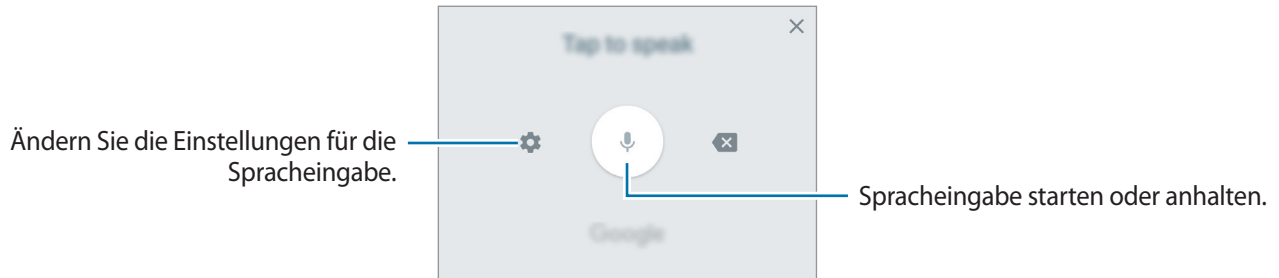 Tap to speak
Ändern Sie die Einstellungen für die
Spracheingabe.
Spracheingabe starten oder anhalten.
Google